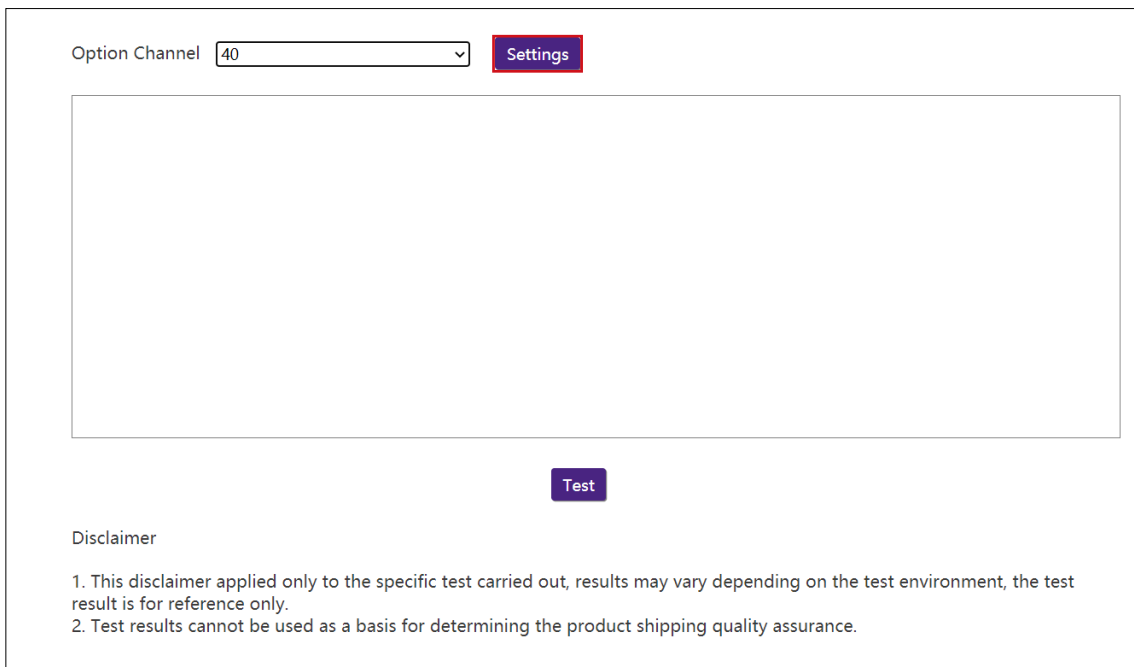 Option Channel 40 Settings
Test
Disclaimer
1. This disclaimer applied only to the specific test carried out, results may vary depending on the test environment, the test
result is for reference only.
2. Test results cannot be used as a basis for determining the product shipping quality assurance.